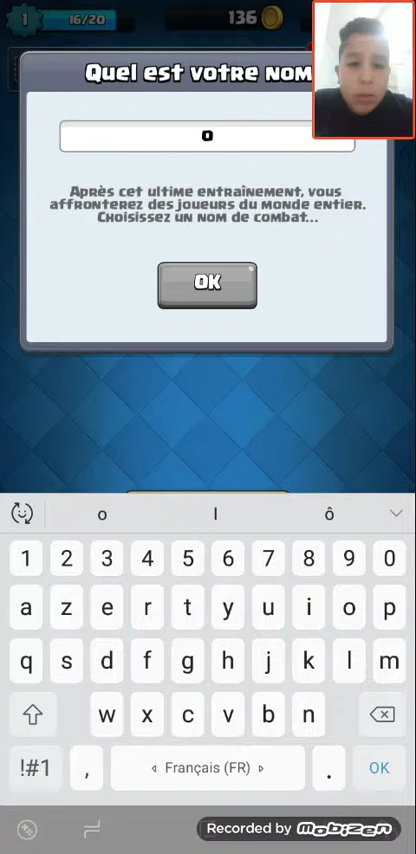 1 16/20 136
Quel est votre nom
o
Après cet ultime entraînement, vous
affronterez des joueurs du monde entier.
Choisissez un nom de combat...
OK
o l ô
1 2 3 4 5 6 7 8 9 0
a z e r t y u i o p
q s d f g h j k l m
w x c v b n
!#1 , Français (FR) . OK
Recorded by MOBIZEN